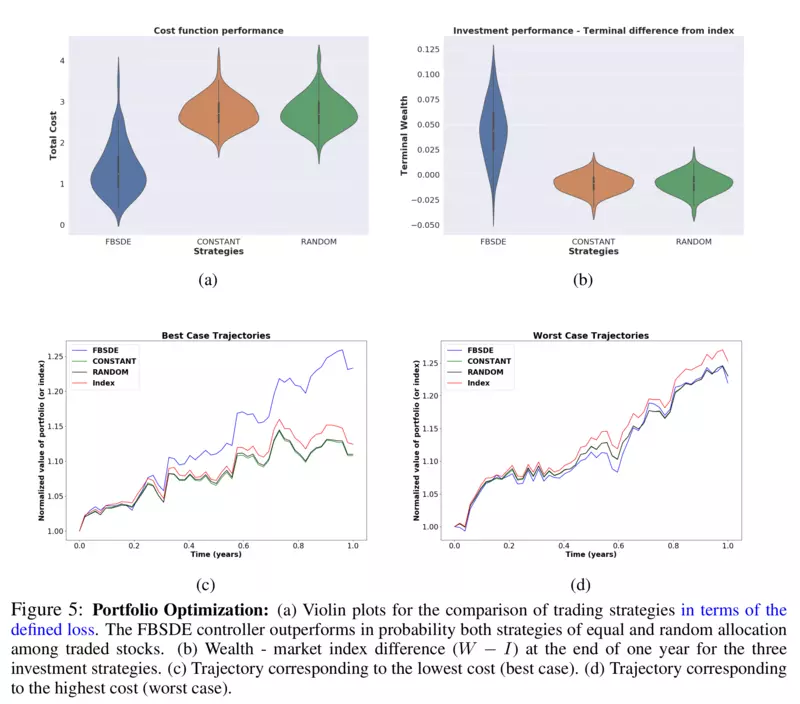 Cost function performance
Total Cost
4
3
2
1
0
FBSDE CONSTANT RANDOM
Strategies
(a)
Investment performance - Terminal difference from index
Terminal Wealth
0.125
0.100
0.075
0.050
0.025
0.000
−0.025
−0.050
FBSDE CONSTANT RANDOM
Strategies
(b)
Best Case Trajectories
Normalized value of portfolio (or index)
FBSDE
CONSTANT
RANDOM
Index
1.25
1.20
1.15
1.10
1.05
1.00
0.0 0.2 0.4 0.6 0.8 1.0
Time (years)
(c)
Worst Case Trajectories
Normalized value of portfolio (or index)
FBSDE
CONSTANT
RANDOM
Index
1.25
1.20
1.15
1.10
1.05
1.00
0.0 0.2 0.4 0.6 0.8 1.0
Time (years)
(d)
Figure 5: Portfolio Optimization: (a) Violin plots for the comparison of trading strategies in terms of the
defined loss. The FBSDE controller outperforms in probability both strategies of equal and random allocation
among traded stocks. (b) Wealth - market index difference (W − I) at the end of one year for the three
investment strategies. (c) Trajectory corresponding to the lowest cost (best case). (d) Trajectory corresponding
to the highest cost (worst case).